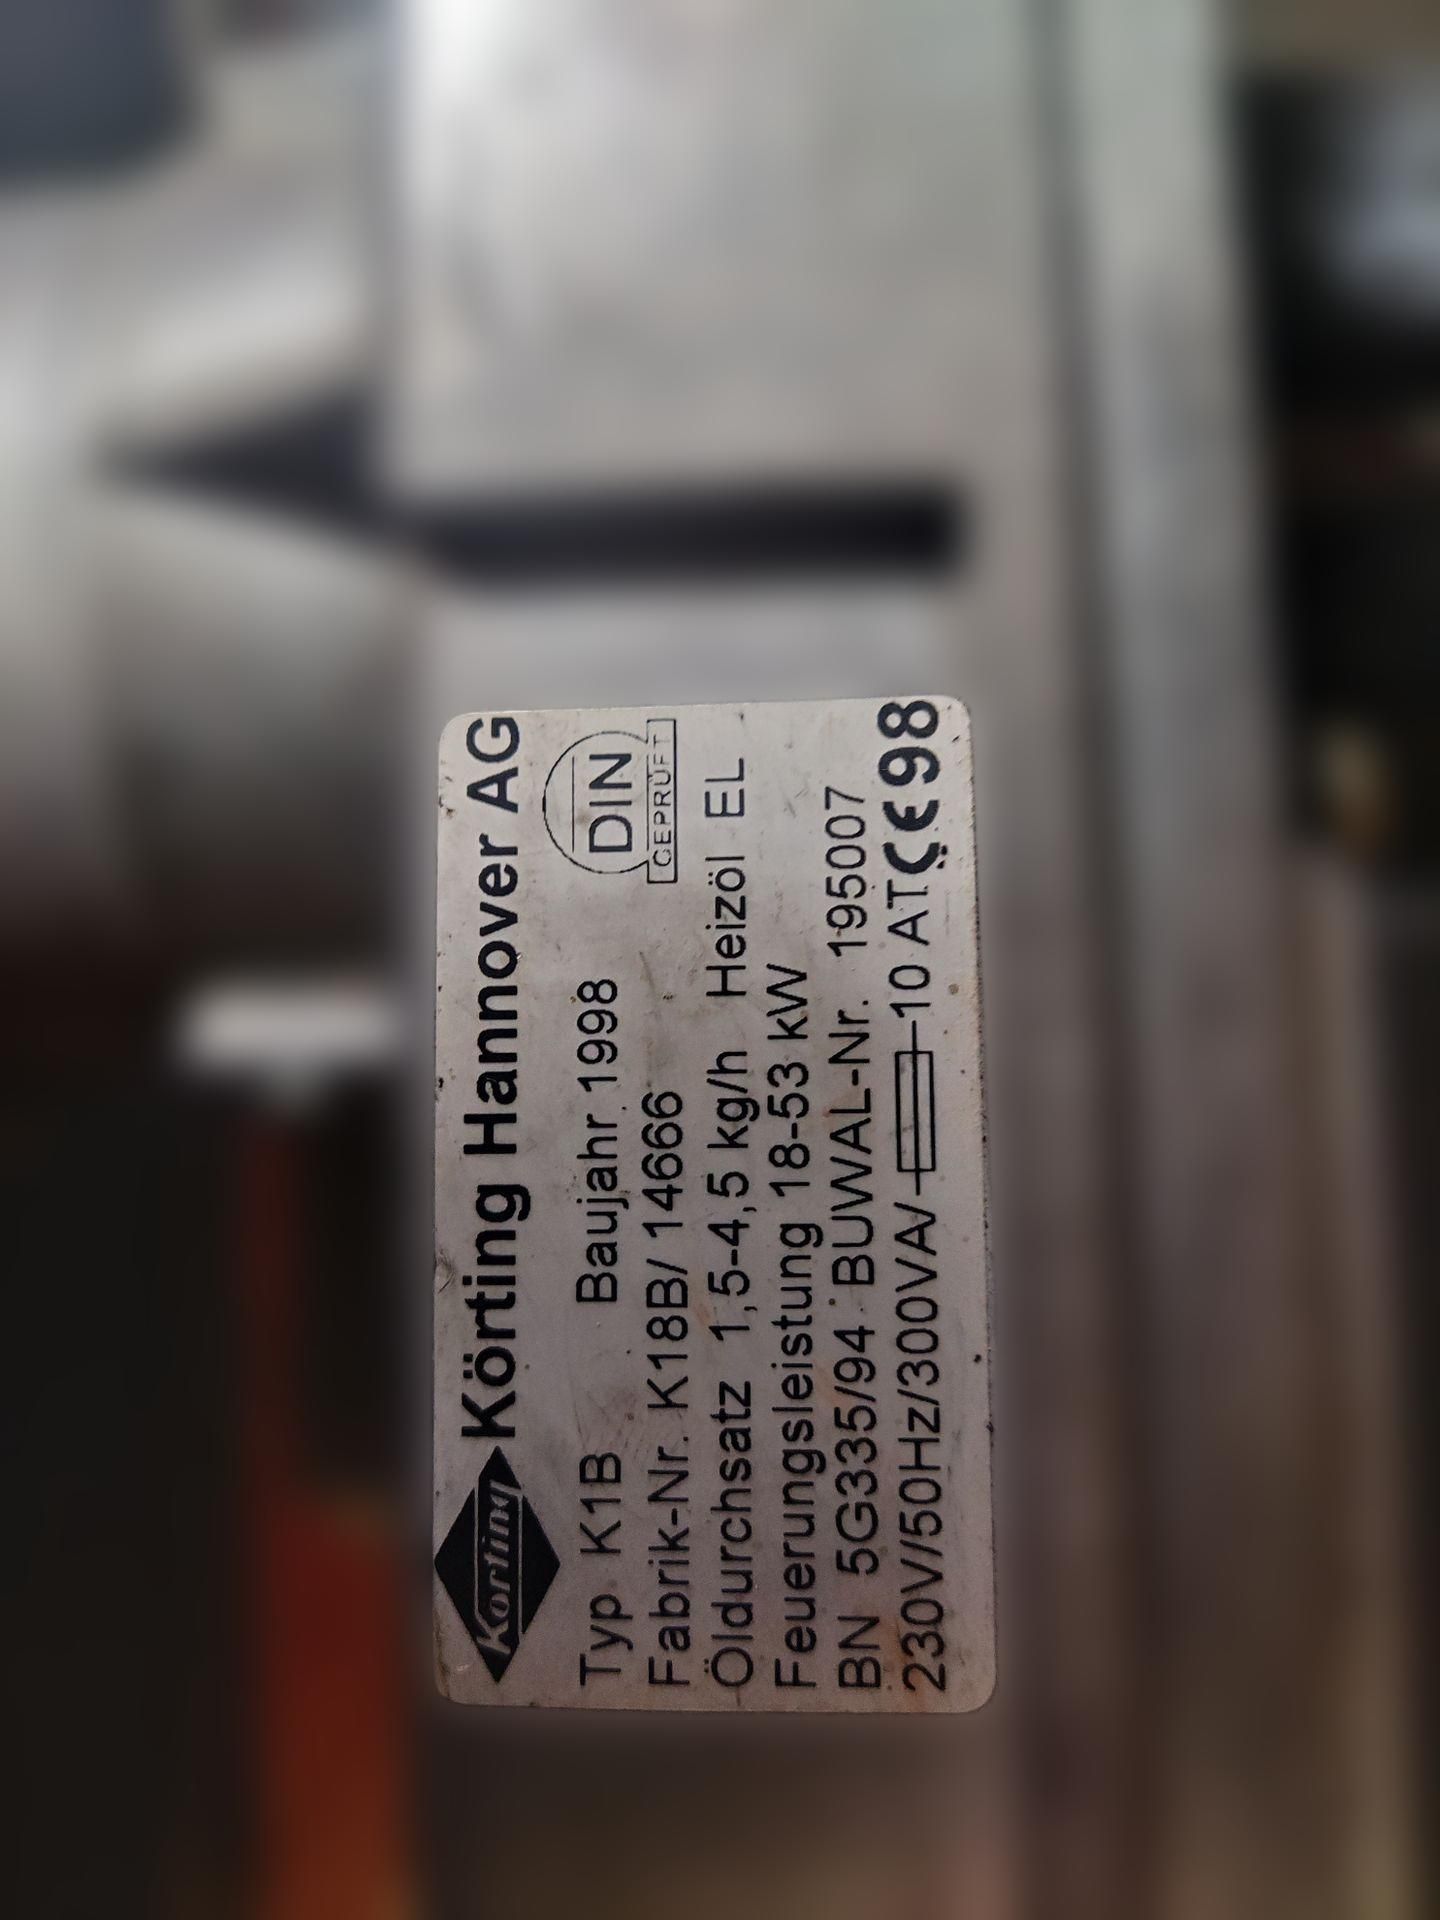 Körting Körting Hannover AG
Typ K1B Baujahr 1998
DIN
GEPRÜFT
Fabrik-Nr. K18B/ 14666
Öldurchsatz 1,5-4,5 kg/h Heizöl EL
Feuerungsleistung 18-53 kW
BN 5G335/94 BUWAL-Nr. 195007
230V/50Hz/300VA/ 10 AT CE 98